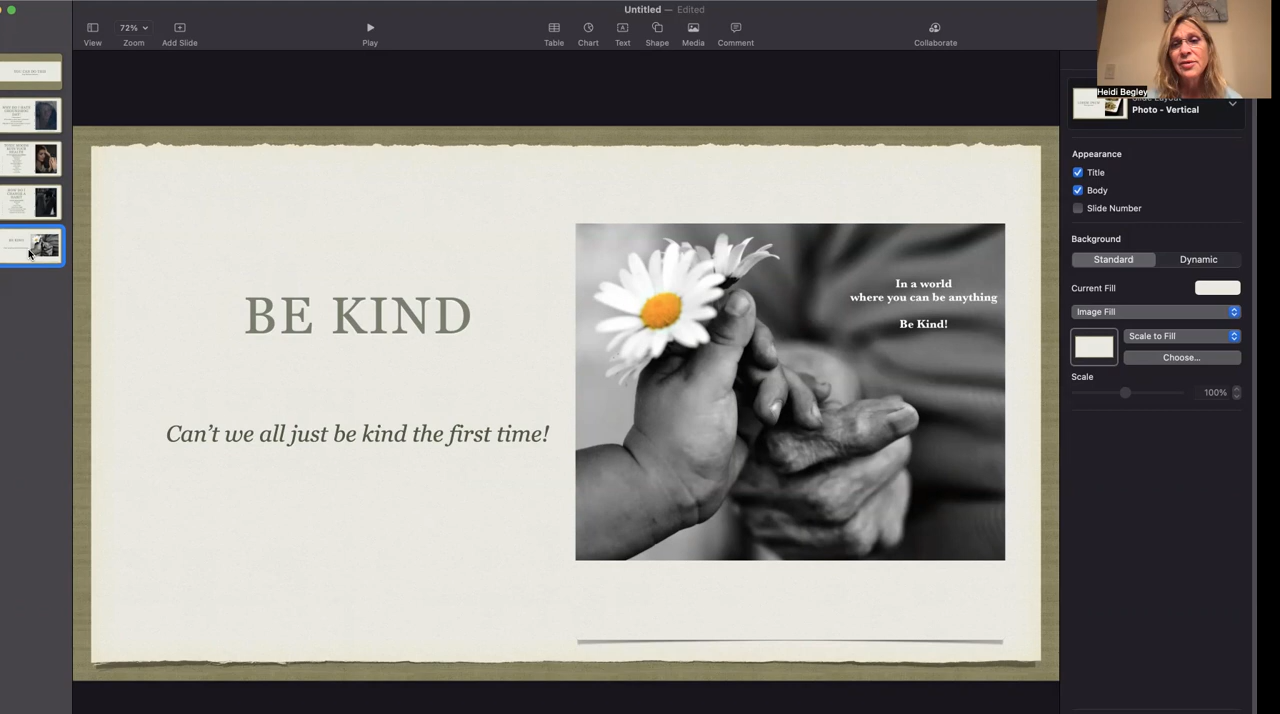 Untitled — Edited
72%
View
Zoom
Add Slide
Play
Table
Chart
Text
Shape
Media
Comment
Collaborate
Heidi Begley
Photo - Vertical
Appearance
Title
Body
Slide Number
Background
Standard
Dynamic
Current Fill
Image Fill
Scale to Fill
Choose...
Scale
100%
BE KIND
Can’t we all just be kind the first time!
In a world
where you can be anything
Be Kind!